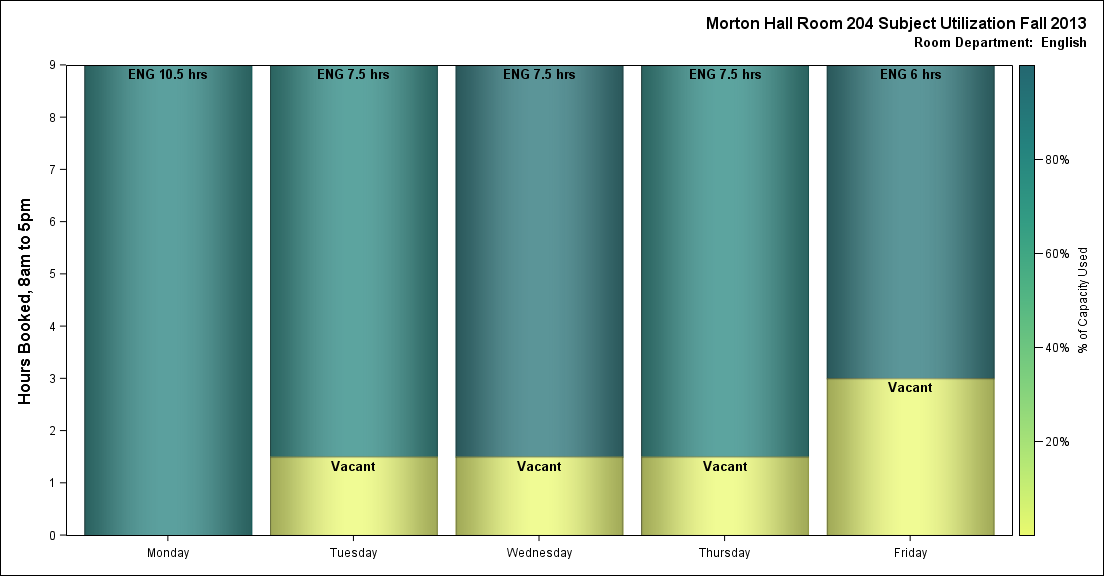 Morton Hall Room 204 Subject Utilization Fall 2013
Room Department: English
Hours Booked, 8am to 5pm
9
8
7
6
5
4
3
2
1
0
ENG 10.5 hrs
ENG 7.5 hrs
ENG 7.5 hrs
ENG 7.5 hrs
ENG 6 hrs
Vacant
Vacant
Vacant
Vacant
Monday
Tuesday
Wednesday
Thursday
Friday
80%
60%
40%
20%
% of Capacity Used